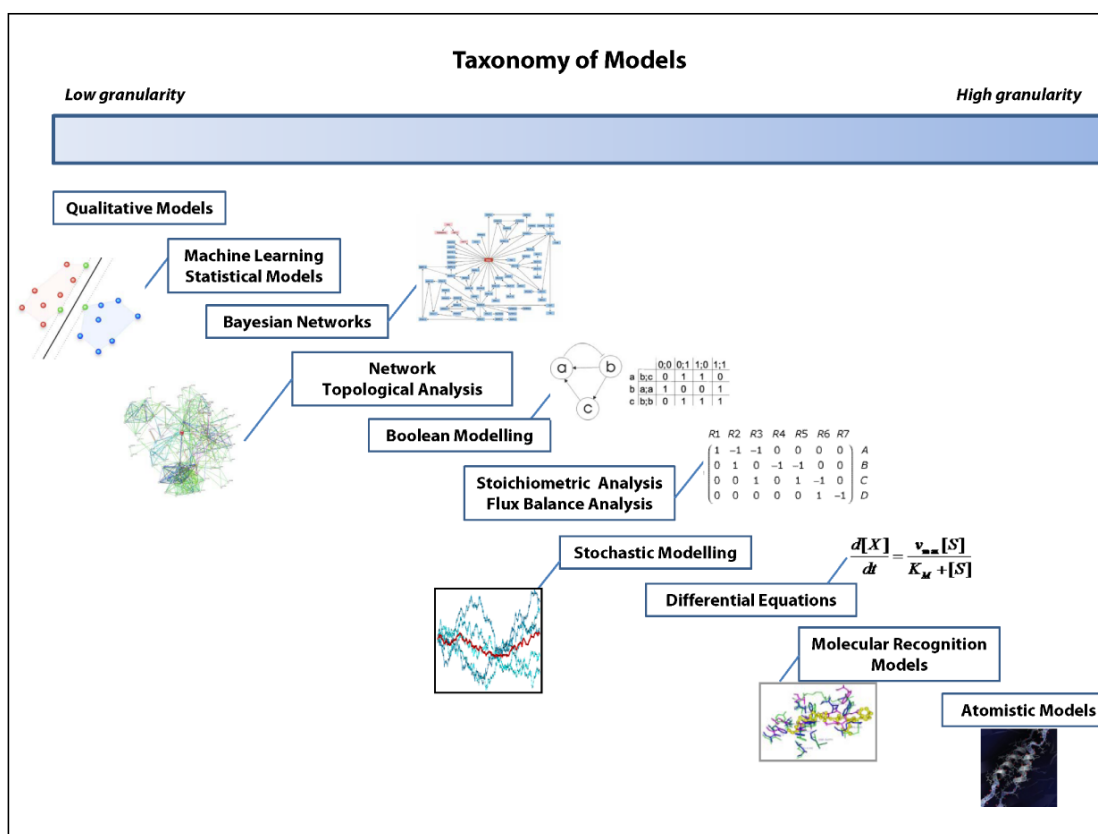 Taxonomy of Models
Low granularity
High granularity
Qualitative Models
Machine Learning
Statistical Models
Bayesian Networks
Network
Topological Analysis
Boolean Modelling
a
b
c
0;0 0;1 1;0 1;1
a b;c 0 1 1 0
b a;a 1 0 0 1
c b;b 0 1 1 1
Stoichiometric Analysis
Flux Balance Analysis
R1 R2 R3 R4 R5 R6 R7
1 −1 −1 0 0 0 0 A
0 1 0 −1 −1 0 0 B
0 0 1 0 1 −1 0 C
0 0 0 0 0 1 −1 D
Stochastic Modelling
d[X]/dt = vmax[S]/KM+[S]
Differential Equations
Molecular Recognition
Models
Atomistic Models